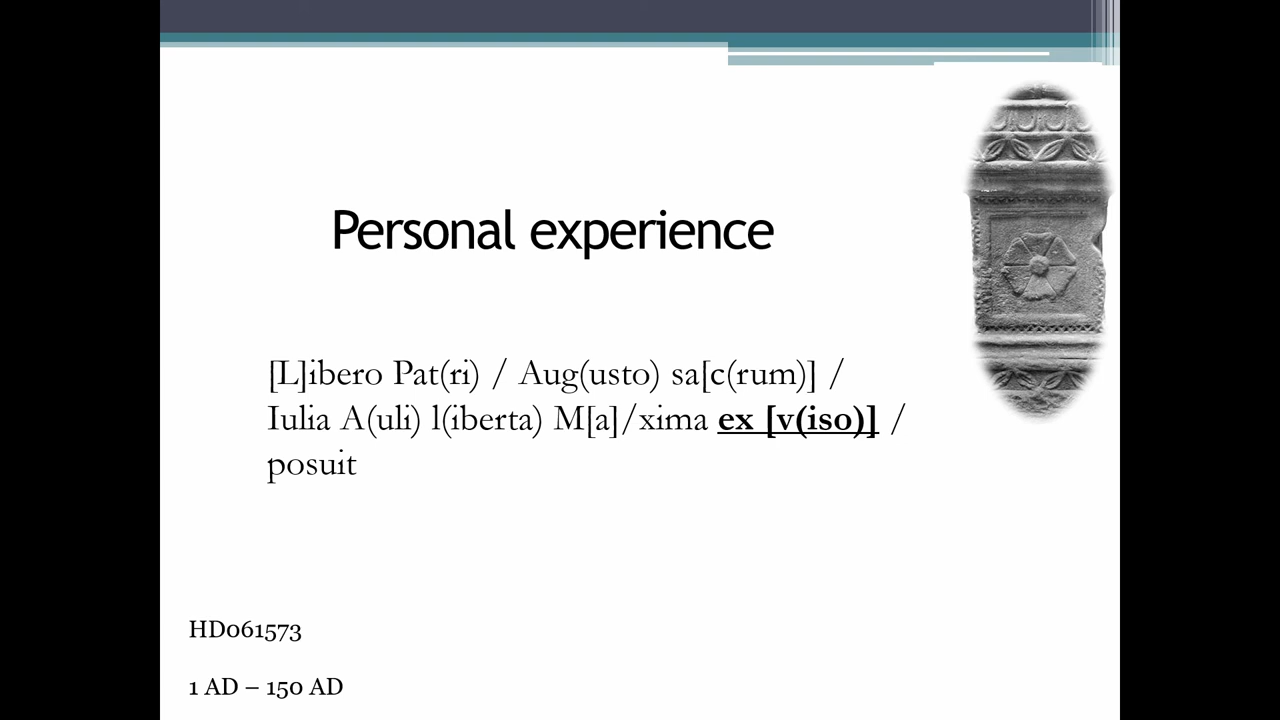 Personal experience
[L]ibero Pat(ri) / Aug(usto) sa[c(rum)] /
Iulia A(uli) l(iberta) M[a]/xima ex [v(iso)] /
posuit
HD061573
1 AD – 150 AD